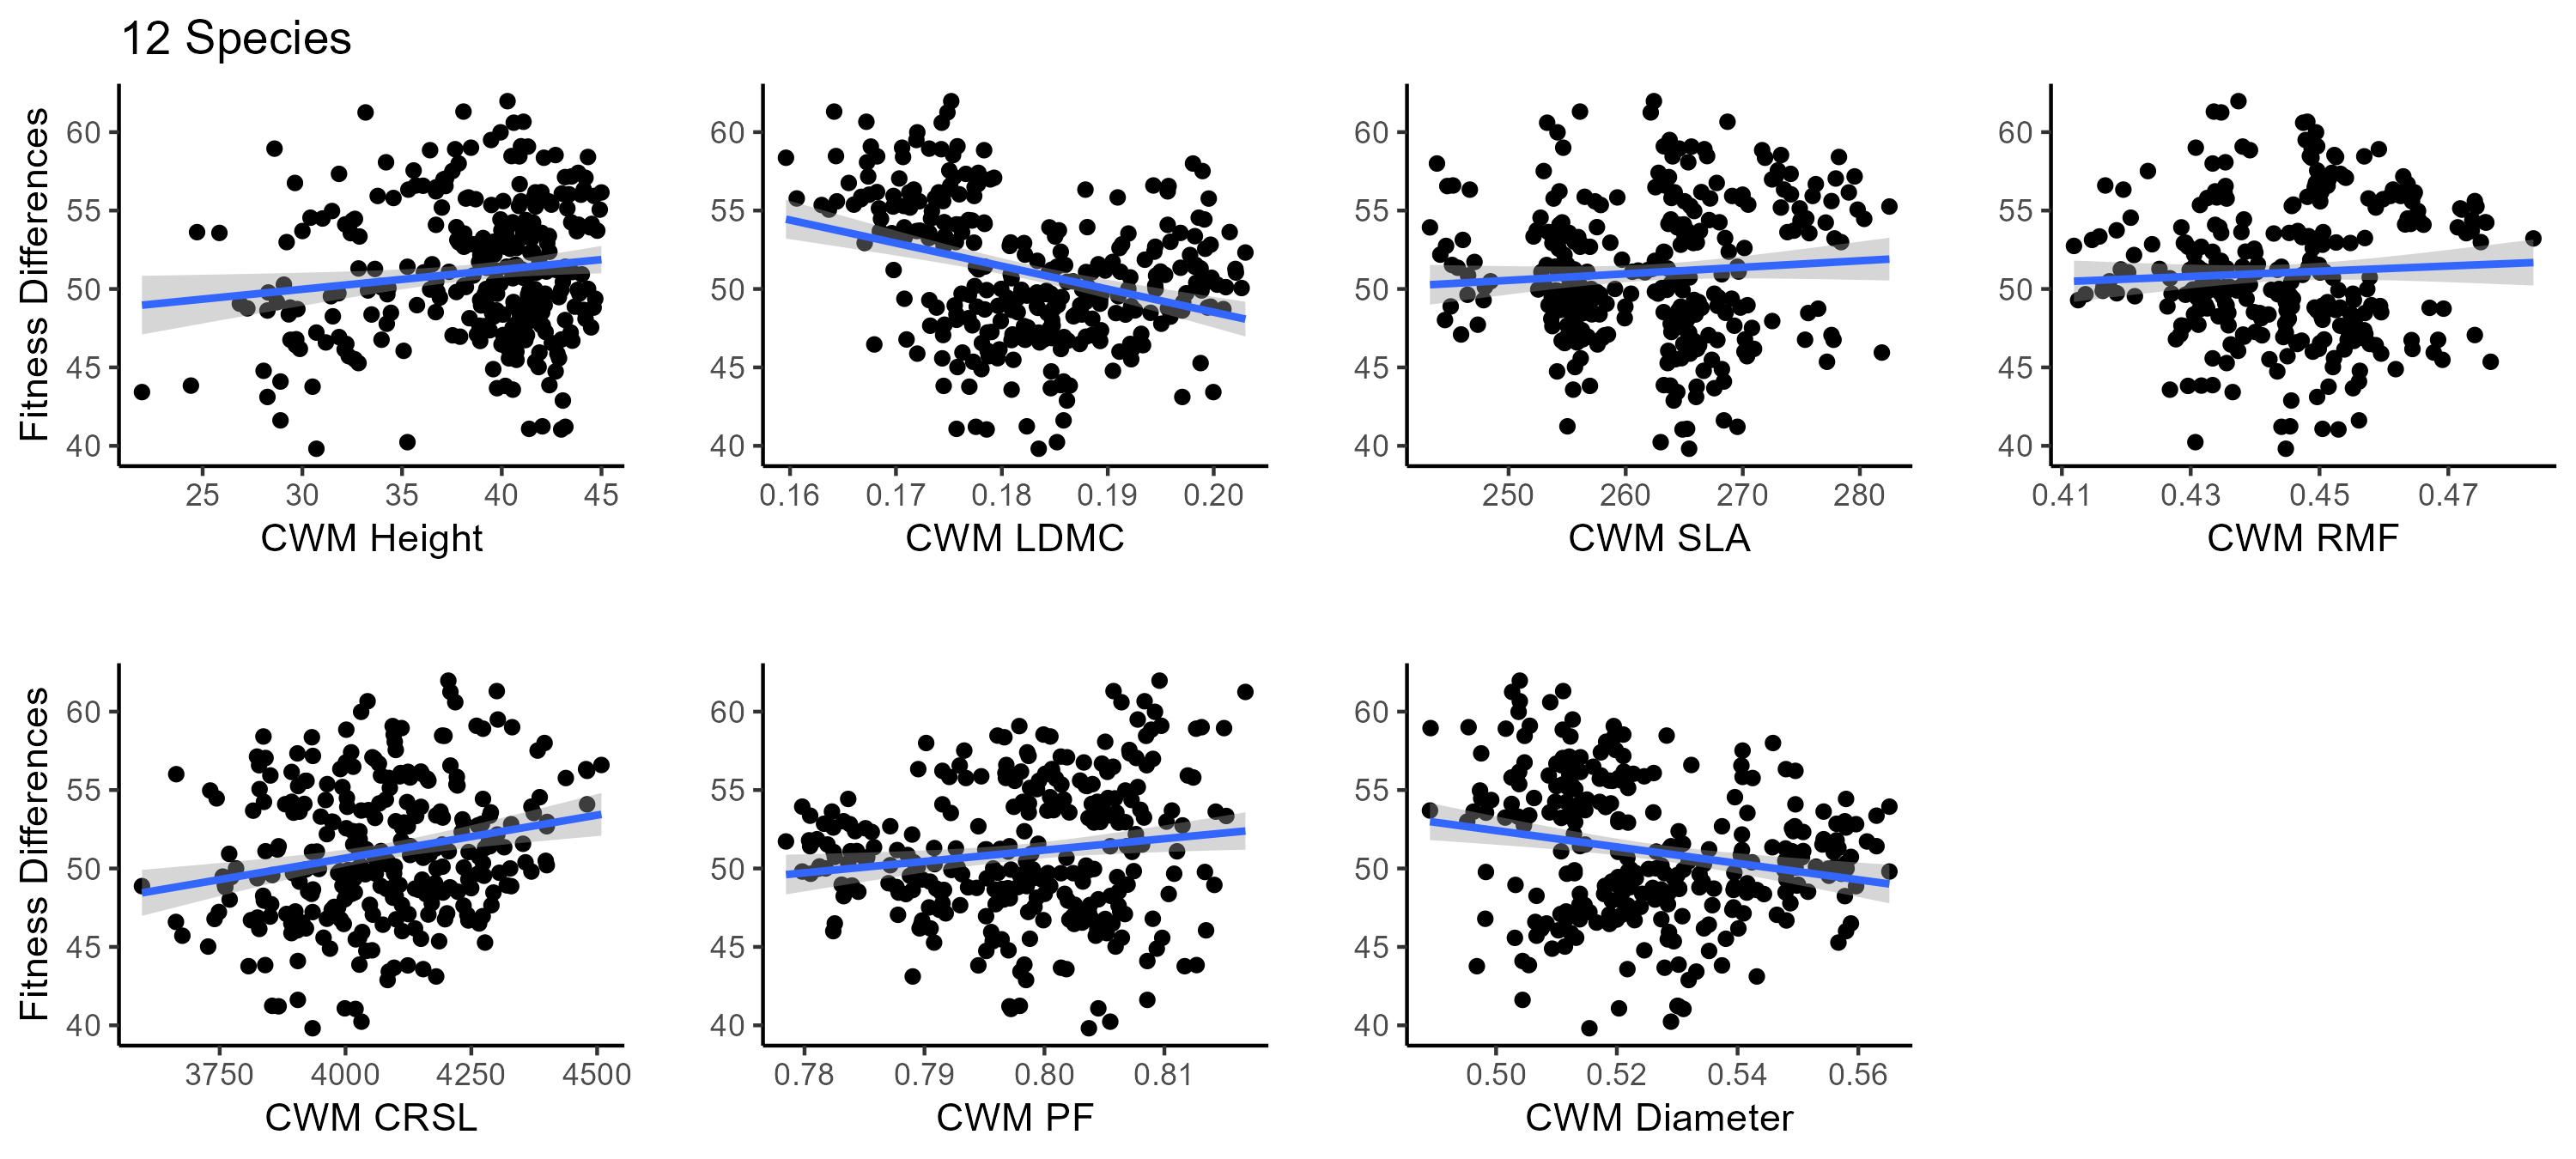 12 Species
Fitness Differences
60
55
50
45
40
25 30 35 40 45
CWM Height
60
55
50
45
40
0.16 0.17 0.18 0.19 0.20
CWM LDMC
60
55
50
45
40
250 260 270 280
CWM SLA
60
55
50
45
40
0.41 0.43 0.45 0.47
CWM RMF
Fitness Differences
60
55
50
45
40
3750 4000 4250 4500
CWM CRSL
60
55
50
45
40
0.78 0.79 0.80 0.81
CWM PF
60
55
50
45
40
0.50 0.52 0.54 0.56
CWM Diameter